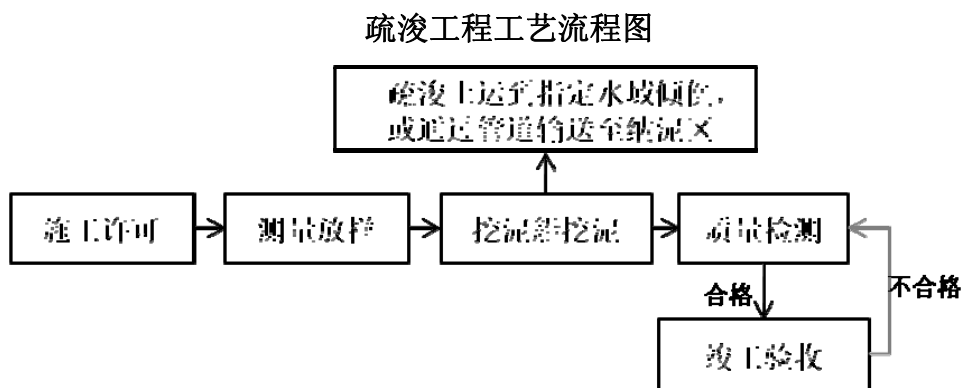 疏浚工程工艺流程图
疏浚土运到指定水域倾倒，
或通过管道输送至纳泥区
施工许可
测量放样
挖泥船挖泥
质量检测
合格
不合格
竣工验收